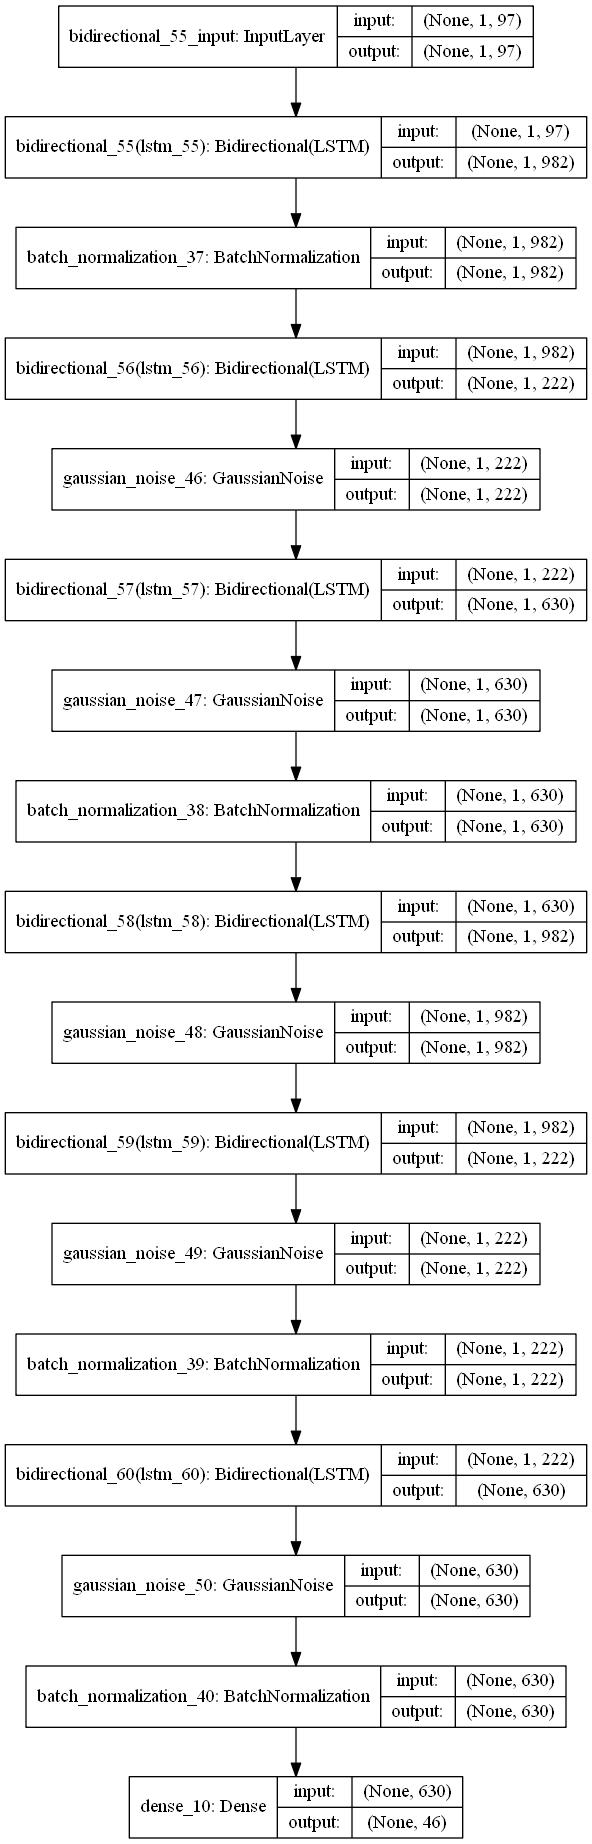 bidirectional_55_input: InputLayer
input: (None, 1, 97)
output: (None, 1, 97)
bidirectional_55(lstm_55): Bidirectional(LSTM)
input: (None, 1, 97)
output: (None, 1, 982)
batch_normalization_37: BatchNormalization
input: (None, 1, 982)
output: (None, 1, 982)
bidirectional_56(lstm_56): Bidirectional(LSTM)
input: (None, 1, 982)
output: (None, 1, 222)
gaussian_noise_46: GaussianNoise
input: (None, 1, 222)
output: (None, 1, 222)
bidirectional_57(lstm_57): Bidirectional(LSTM)
input: (None, 1, 222)
output: (None, 1, 630)
gaussian_noise_47: GaussianNoise
input: (None, 1, 630)
output: (None, 1, 630)
batch_normalization_38: BatchNormalization
input: (None, 1, 630)
output: (None, 1, 630)
bidirectional_58(lstm_58): Bidirectional(LSTM)
input: (None, 1, 630)
output: (None, 1, 982)
gaussian_noise_48: GaussianNoise
input: (None, 1, 982)
output: (None, 1, 982)
bidirectional_59(lstm_59): Bidirectional(LSTM)
input: (None, 1, 982)
output: (None, 1, 222)
gaussian_noise_49: GaussianNoise
input: (None, 1, 222)
output: (None, 1, 222)
batch_normalization_39: BatchNormalization
input: (None, 1, 222)
output: (None, 1, 222)
bidirectional_60(lstm_60): Bidirectional(LSTM)
input: (None, 1, 222)
output: (None, 630)
gaussian_noise_50: GaussianNoise
input: (None, 630)
output: (None, 630)
batch_normalization_40: BatchNormalization
input: (None, 630)
output: (None, 630)
dense_10: Dense
input: (None, 630)
output: (None, 46)